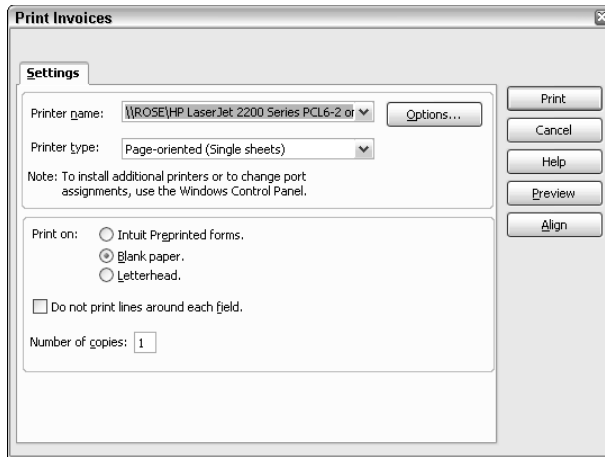 Print Invoices
Settings
Printer name: \\ROSE\HP LaserJet 2200 Series PCL6-2 or
Options...
Printer type: Page-oriented (Single sheets)
Note: To install additional printers or to change port
assignments, use the Windows Control Panel.
Print on: Intuit Preprinted forms.
Blank paper.
Letterhead.
Do not print lines around each field.
Number of copies: 1
Print
Cancel
Help
Preview
Align